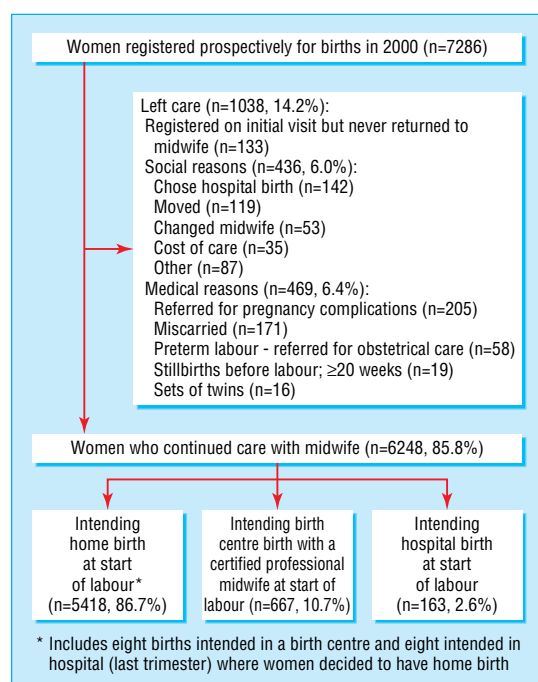 Women registered prospectively for births in 2000 (n=7286)
Left care (n=1038, 14.2%):
Registered on initial visit but never returned to
midwife (n=133)
Social reasons (n=436, 6.0%):
Chose hospital birth (n=142)
Moved (n=119)
Changed midwife (n=53)
Cost of care (n=35)
Other (n=87)
Medical reasons (n=469, 6.4%):
Referred for pregnancy complications (n=205)
Miscarried (n=171)
Preterm labour - referred for obstetrical care (n=58)
Stillbirths before labour; ≥20 weeks (n=19)
Sets of twins (n=16)
Women who continued care with midwife (n=6248, 85.8%)
Intending
home birth
at start
of labour*
(n=5418, 86.7%)
Intending birth
centre birth with a
certified professional
midwife at start of
labour (n=667, 10.7%)
Intending
hospital birth
at start
of labour
(n=163, 2.6%)
* Includes eight births intended in a birth centre and eight intended in
hospital (last trimester) where women decided to have home birth